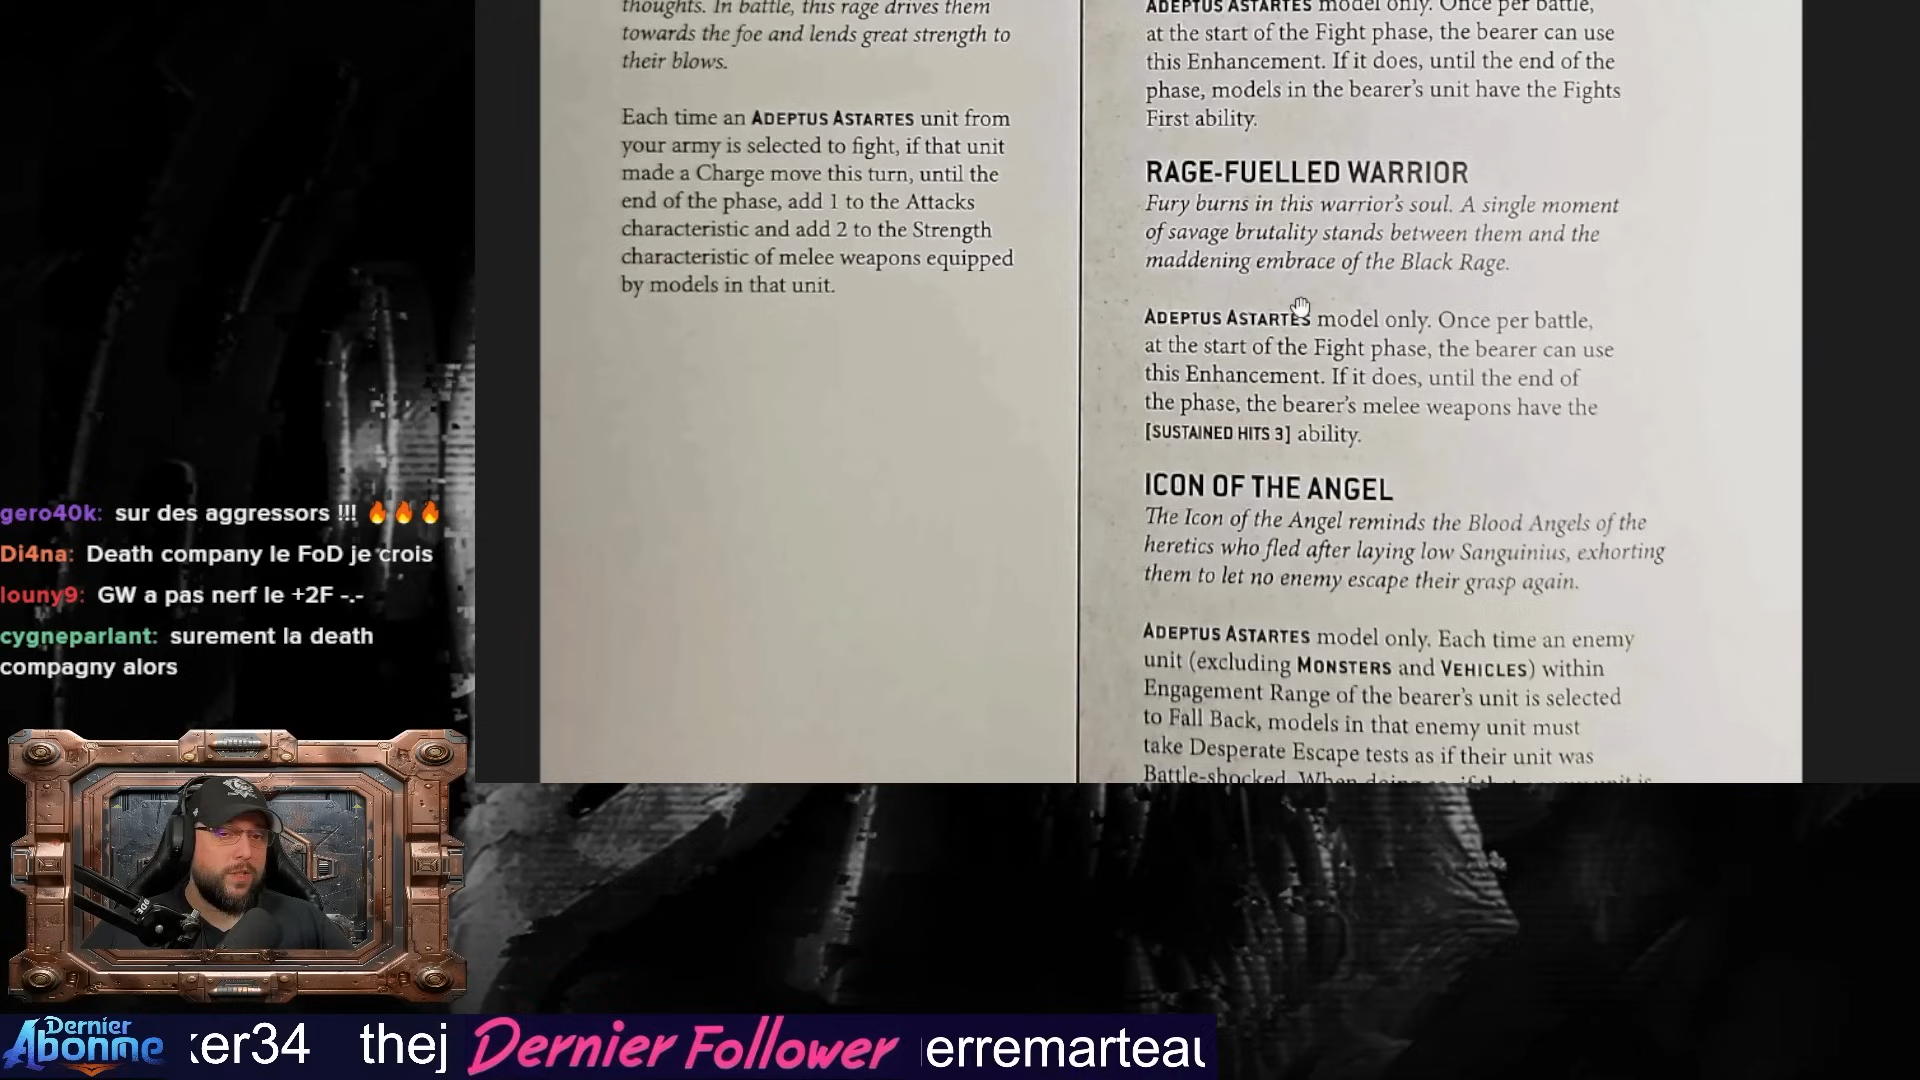 thoughts. In battle, this rage drives them
towards the foe and lends great strength to
their blows.
Each time an ADEPTUS ASTARTES unit from
your army is selected to fight, if that unit
made a Charge move this turn, until the
end of the phase, add 1 to the Attacks
characteristic and add 2 to the Strength
characteristic of melee weapons equipped
by models in that unit.
ADEPTUS ASTARTES model only. Once per battle,
at the start of the Fight phase, the bearer can use
this Enhancement. If it does, until the end of the
phase, models in the bearer's unit have the Fights
First ability.
RAGE-FUELLED WARRIOR
Fury burns in this warrior's soul. A single moment
of savage brutality stands between them and the
maddening embrace of the Black Rage.
ADEPTUS ASTARTES model only. Once per battle,
at the start of the Fight phase, the bearer can use
this Enhancement. If it does, until the end of
the phase, the bearer's melee weapons have the
[SUSTAINED HITS 3] ability.
ICON OF THE ANGEL
The Icon of the Angel reminds the Blood Angels of the
heretics who fled after laying low Sanguinius, exhorting
them to let no enemy escape their grasp again.
ADEPTUS ASTARTES model only. Each time an enemy
unit (excluding MONSTERS and VEHICLES) within
Engagement Range of the bearer's unit is selected
to Fall Back, models in that enemy unit must
take Desperate Escape tests as if their unit was
Battle-shocked. When doing so, if that enemy unit is
gero40k: sur des aggressors !!! 🔥🔥🔥
Di4na: Death company le FoD je crois
louny9: GW a pas nerf le +2F -.-
cygneparlant: surement la death
compagny alors
Dernier
Abonné
ker34 thej
Dernier Follower
erremarteau